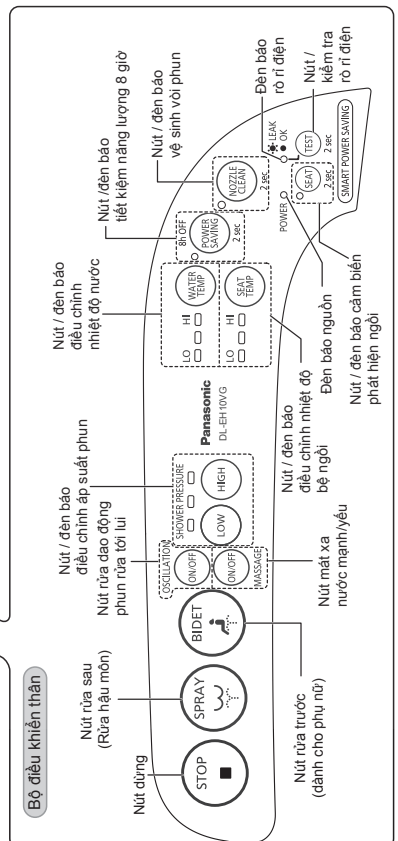 Bộ điều khiển thân
Nút dừng
Nút rửa sau
(Rửa hậu môn)
Nút / đèn báo
điều chỉnh áp suất phun
Nút rửa dao động
phun rửa tới lui
Nút / đèn báo
điều chỉnh
nhiệt độ nước
Nút /đèn báo
tiết kiệm năng lượng 8 giờ
Nút / đèn báo
vệ sinh vòi phun
Đèn báo
rò rỉ điện
Nút /
kiểm tra
rò rỉ điện
STOP
SPRAY
BIDET
OSCILLATION
ON/OFF
ON/OFF
MASSAGE
SHOWER PRESSURE
LOW
HIGH
Panasonic
DL-EH10VG
LO HI
WATER
TEMP
LO HI
SEAT
TEMP
8h OFF
POWER
SAVING
2 sec
NOZZLE
CLEAN
2 sec
POWER
LEAK
OK
SEAT
2 sec
TEST
2 sec
SMART POWER SAVING
Nút rửa trước
(dành cho phụ nữ)
Nút mát xa
nước mạnh/yếu
Nút / đèn báo
điều chỉnh nhiệt độ
bệ ngồi
Đèn báo nguồn
Nút / đèn báo cảm biến
phát hiện ngồi